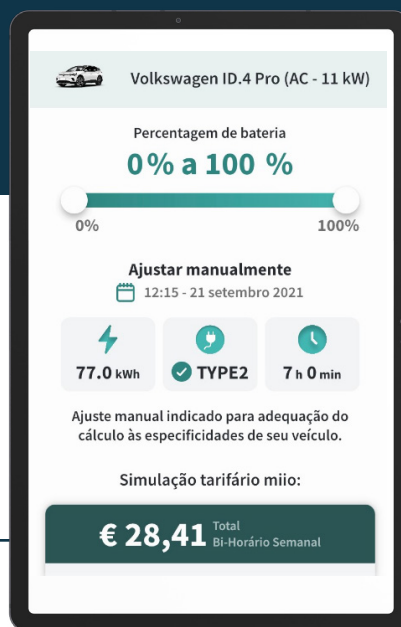 Volkswagen ID.4 Pro (AC - 11 kW)
Percentagem de bateria
0% a 100 %
0% 100%
Ajustar manualmente
12:15 - 21 setembro 2021
77.0 kWh TYPE2 7 h 0 min
Ajuste manual indicado para adequação do
cálculo às especificidades de seu veículo.
Simulação tarifário miio:
€ 28,41 Total
Bi-Horário Semanal